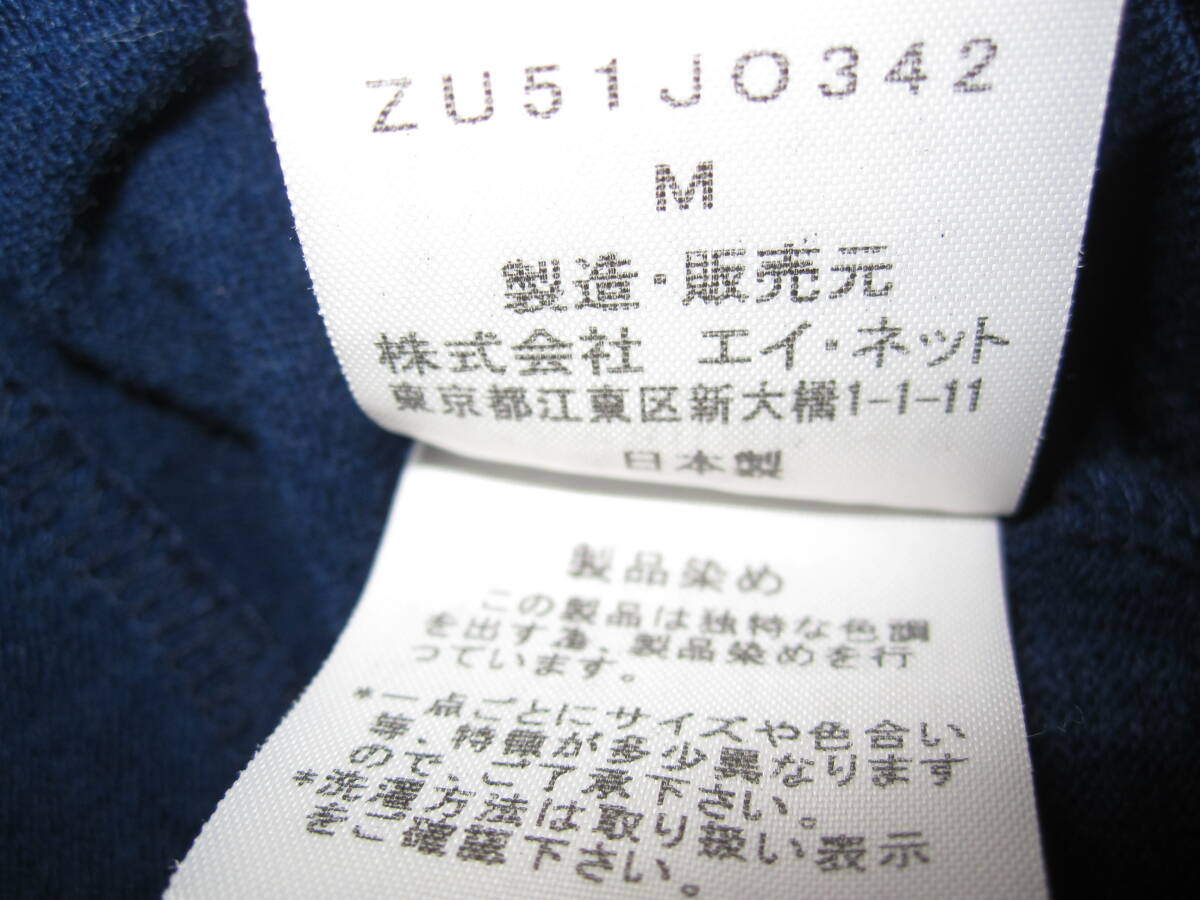 ZU51JO342
M
製造・販売元
株式会社 エイ・ネット
東京都江東区新大橋1-1-11
日本製
製品染め
この製品は独特な色調
を出す為、製品染めを行
っています。
*一点ごとにサイズや色合い
等、特徴が多少異なります
ので、ご了承下さい。
*洗濯方法は取り扱い表示
をご確認下さい。